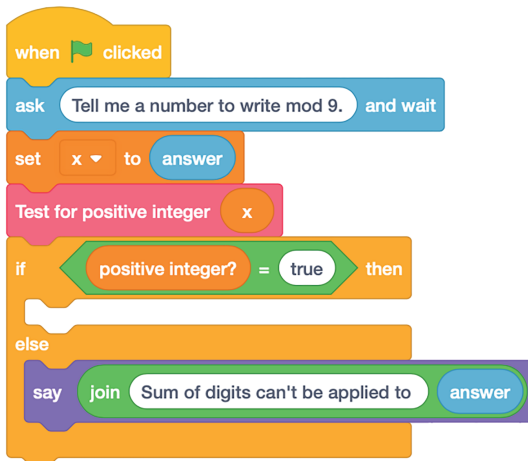 when clicked
ask Tell me a number to write mod 9. and wait
set x to answer
Test for positive integer x
if positive integer? = true then
else
say join Sum of digits can't be applied to answer